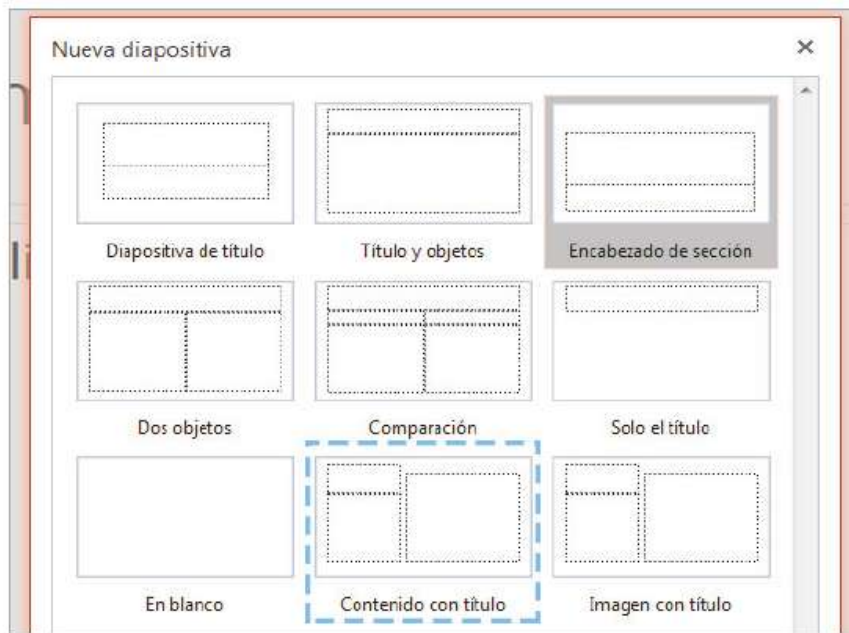 Nueva diapositiva
Diapositiva de título
Título y objetos
Encabezado de sección
Dos objetos
Comparación
Solo el título
En blanco
Contenido con título
Imagen con título